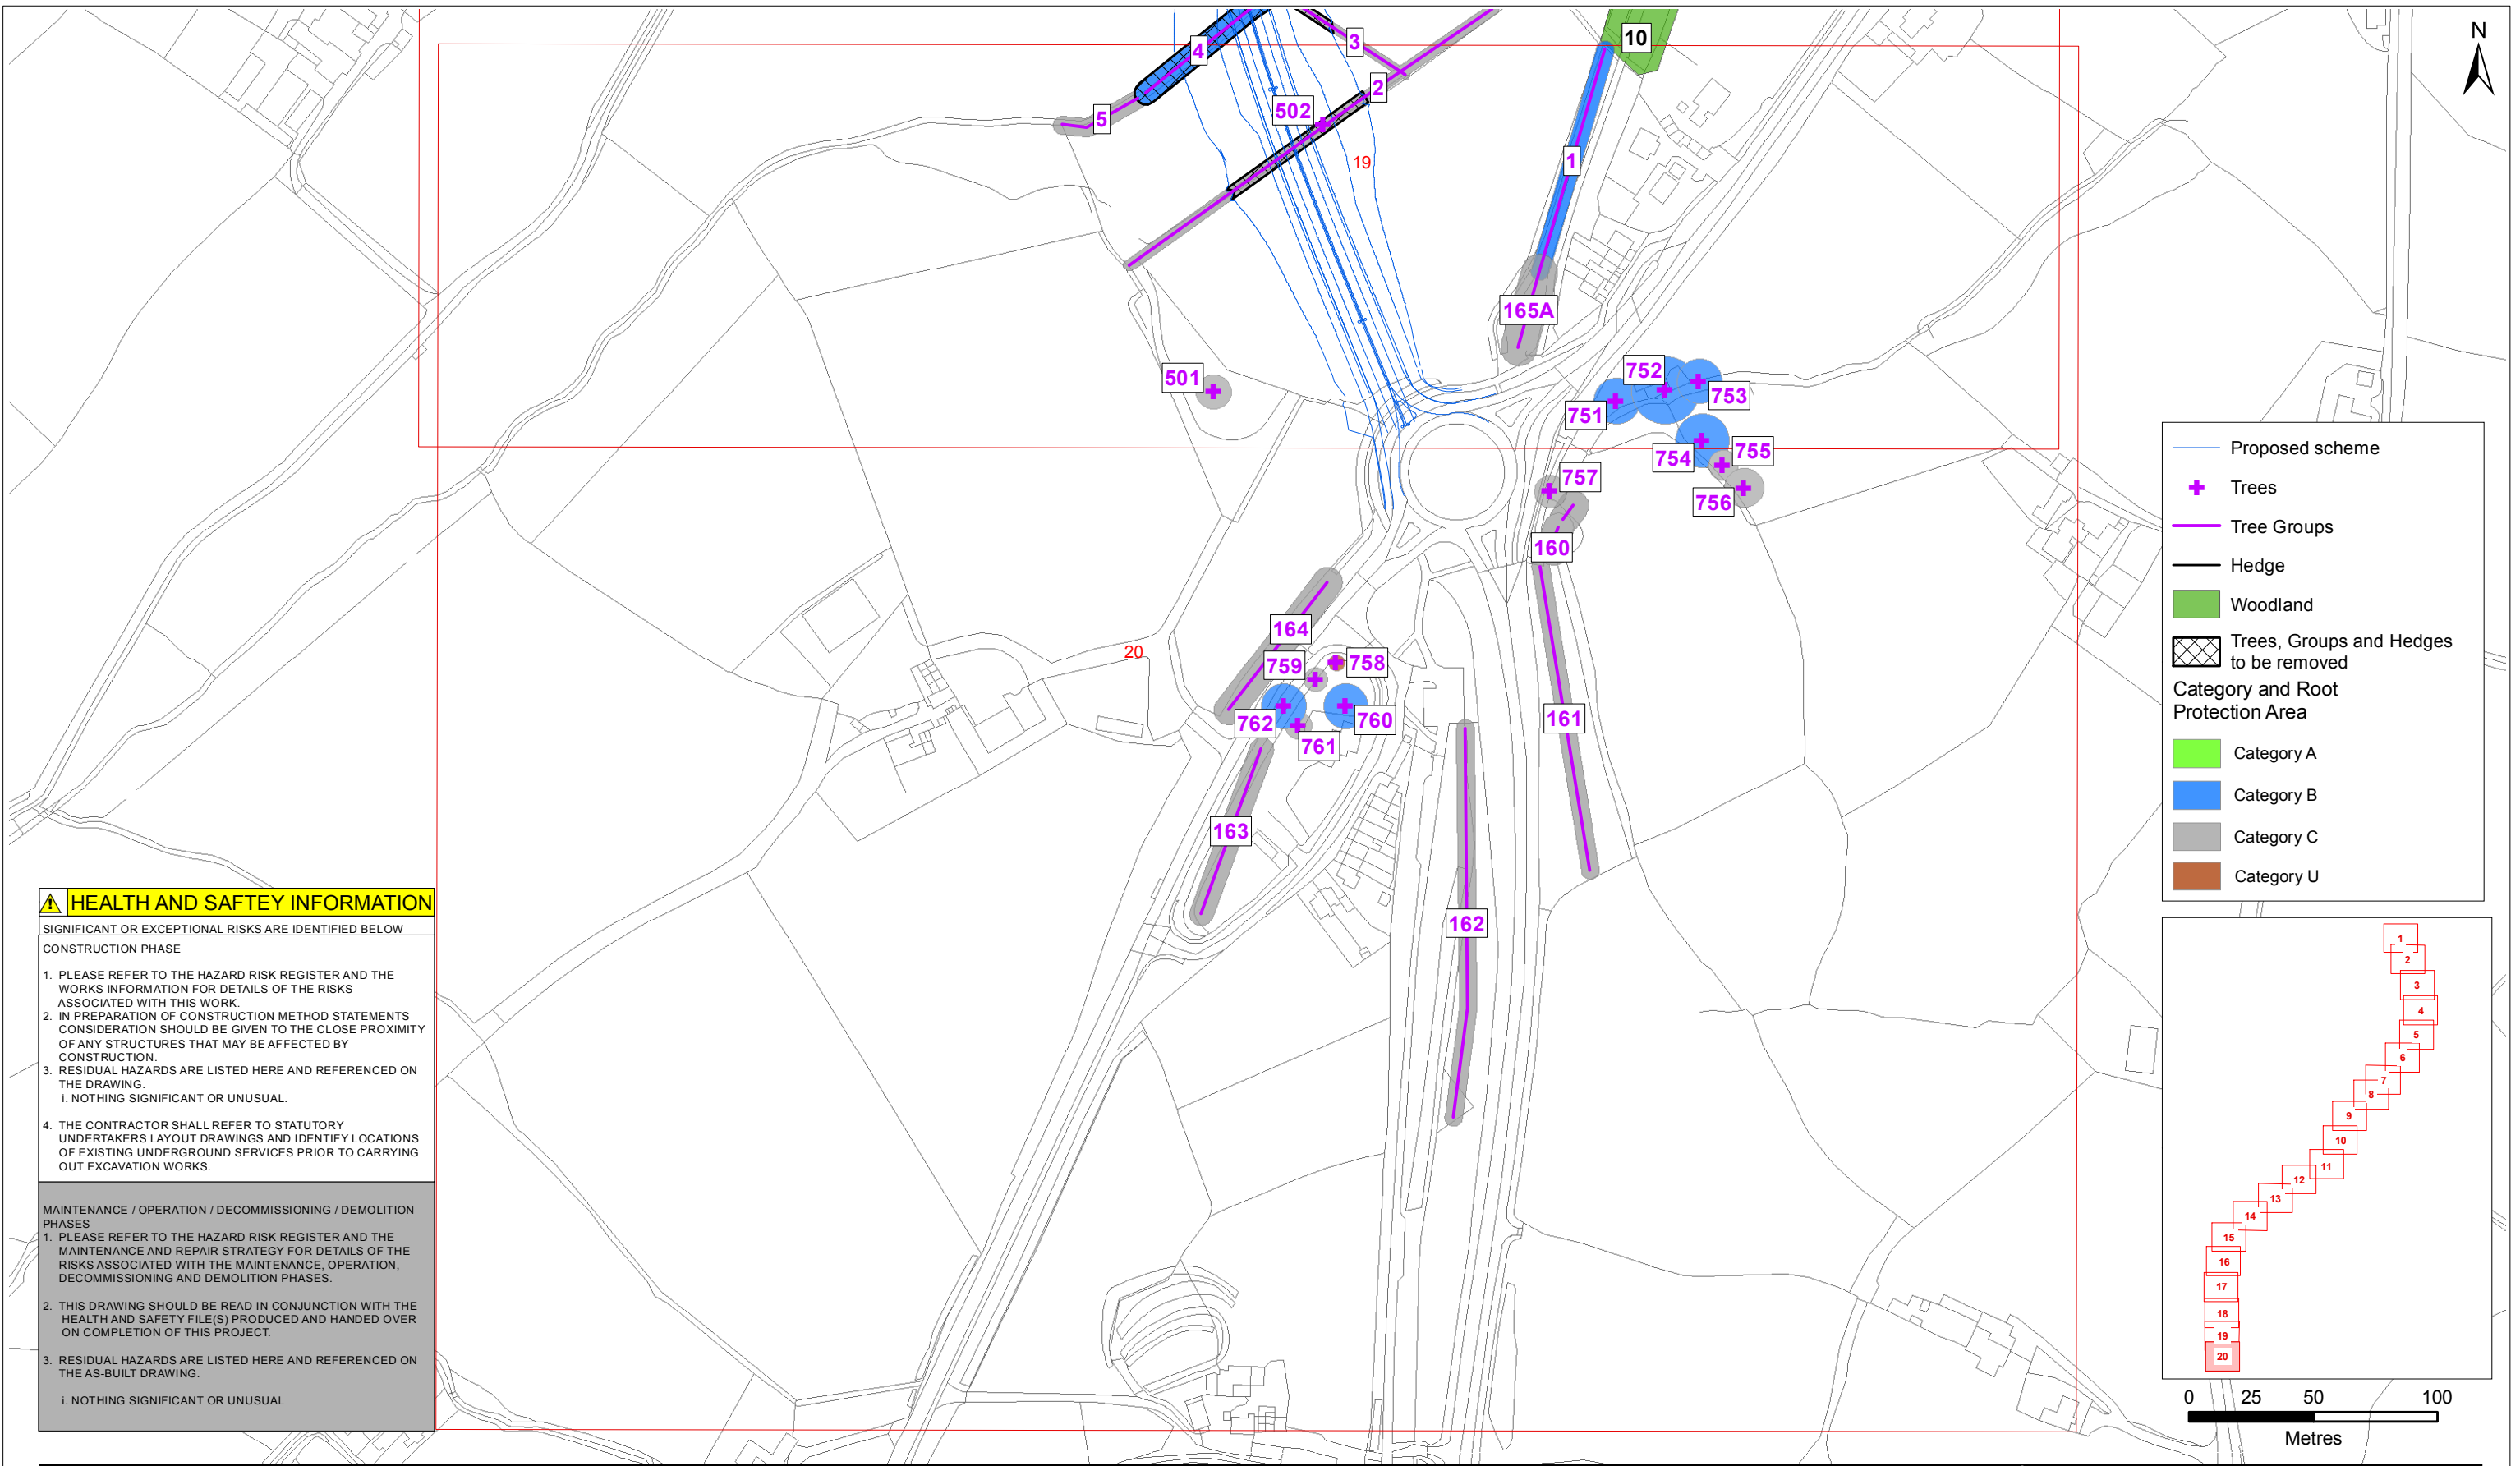 10
3
4
2
5
502
19
1
165A
501
752
753
751
755
754
757
756
160
164
20
759
758
762
760
761
161
163
162
N
Proposed scheme
Trees
Tree Groups
Hedge
Woodland
Trees, Groups and Hedges
to be removed
Category and Root
Protection Area
Category A
Category B
Category C
Category U
HEALTH AND SAFTEY INFORMATION
SIGNIFICANT OR EXCEPTIONAL RISKS ARE IDENTIFIED BELOW
CONSTRUCTION PHASE
1. PLEASE REFER TO THE HAZARD RISK REGISTER AND THE
WORKS INFORMATION FOR DETAILS OF THE RISKS
ASSOCIATED WITH THIS WORK.
2. IN PREPARATION OF CONSTRUCTION METHOD STATEMENTS
CONSIDERATION SHOULD BE GIVEN TO THE CLOSE PROXIMITY
OF ANY STRUCTURES THAT MAY BE AFFECTED BY
CONSTRUCTION.
3. RESIDUAL HAZARDS ARE LISTED HERE AND REFERENCED ON
THE DRAWING.
i. NOTHING SIGNIFICANT OR UNUSUAL.
4. THE CONTRACTOR SHALL REFER TO STATUTORY
UNDERTAKERS LAYOUT DRAWINGS AND IDENTIFY LOCATIONS
OF EXISTING UNDERGROUND SERVICES PRIOR TO CARRYING
OUT EXCAVATION WORKS.
MAINTENANCE / OPERATION / DECOMMISSIONING / DEMOLITION
PHASES
1. PLEASE REFER TO THE HAZARD RISK REGISTER AND THE
MAINTENANCE AND REPAIR STRATEGY FOR DETAILS OF THE
RISKS ASSOCIATED WITH THE MAINTENANCE, OPERATION,
DECOMMISSIONING AND DEMOLITION PHASES.
2. THIS DRAWING SHOULD BE READ IN CONJUNCTION WITH THE
HEALTH AND SAFETY FILE(S) PRODUCED AND HANDED OVER
ON COMPLETION OF THIS PROJECT.
3. RESIDUAL HAZARDS ARE LISTED HERE AND REFERENCED ON
THE AS-BUILT DRAWING.
i. NOTHING SIGNIFICANT OR UNUSUAL
1
2
3
4
5
6
7
8
9
10
11
12
13
14
15
16
17
18
19
20
0 25 50 100
Metres